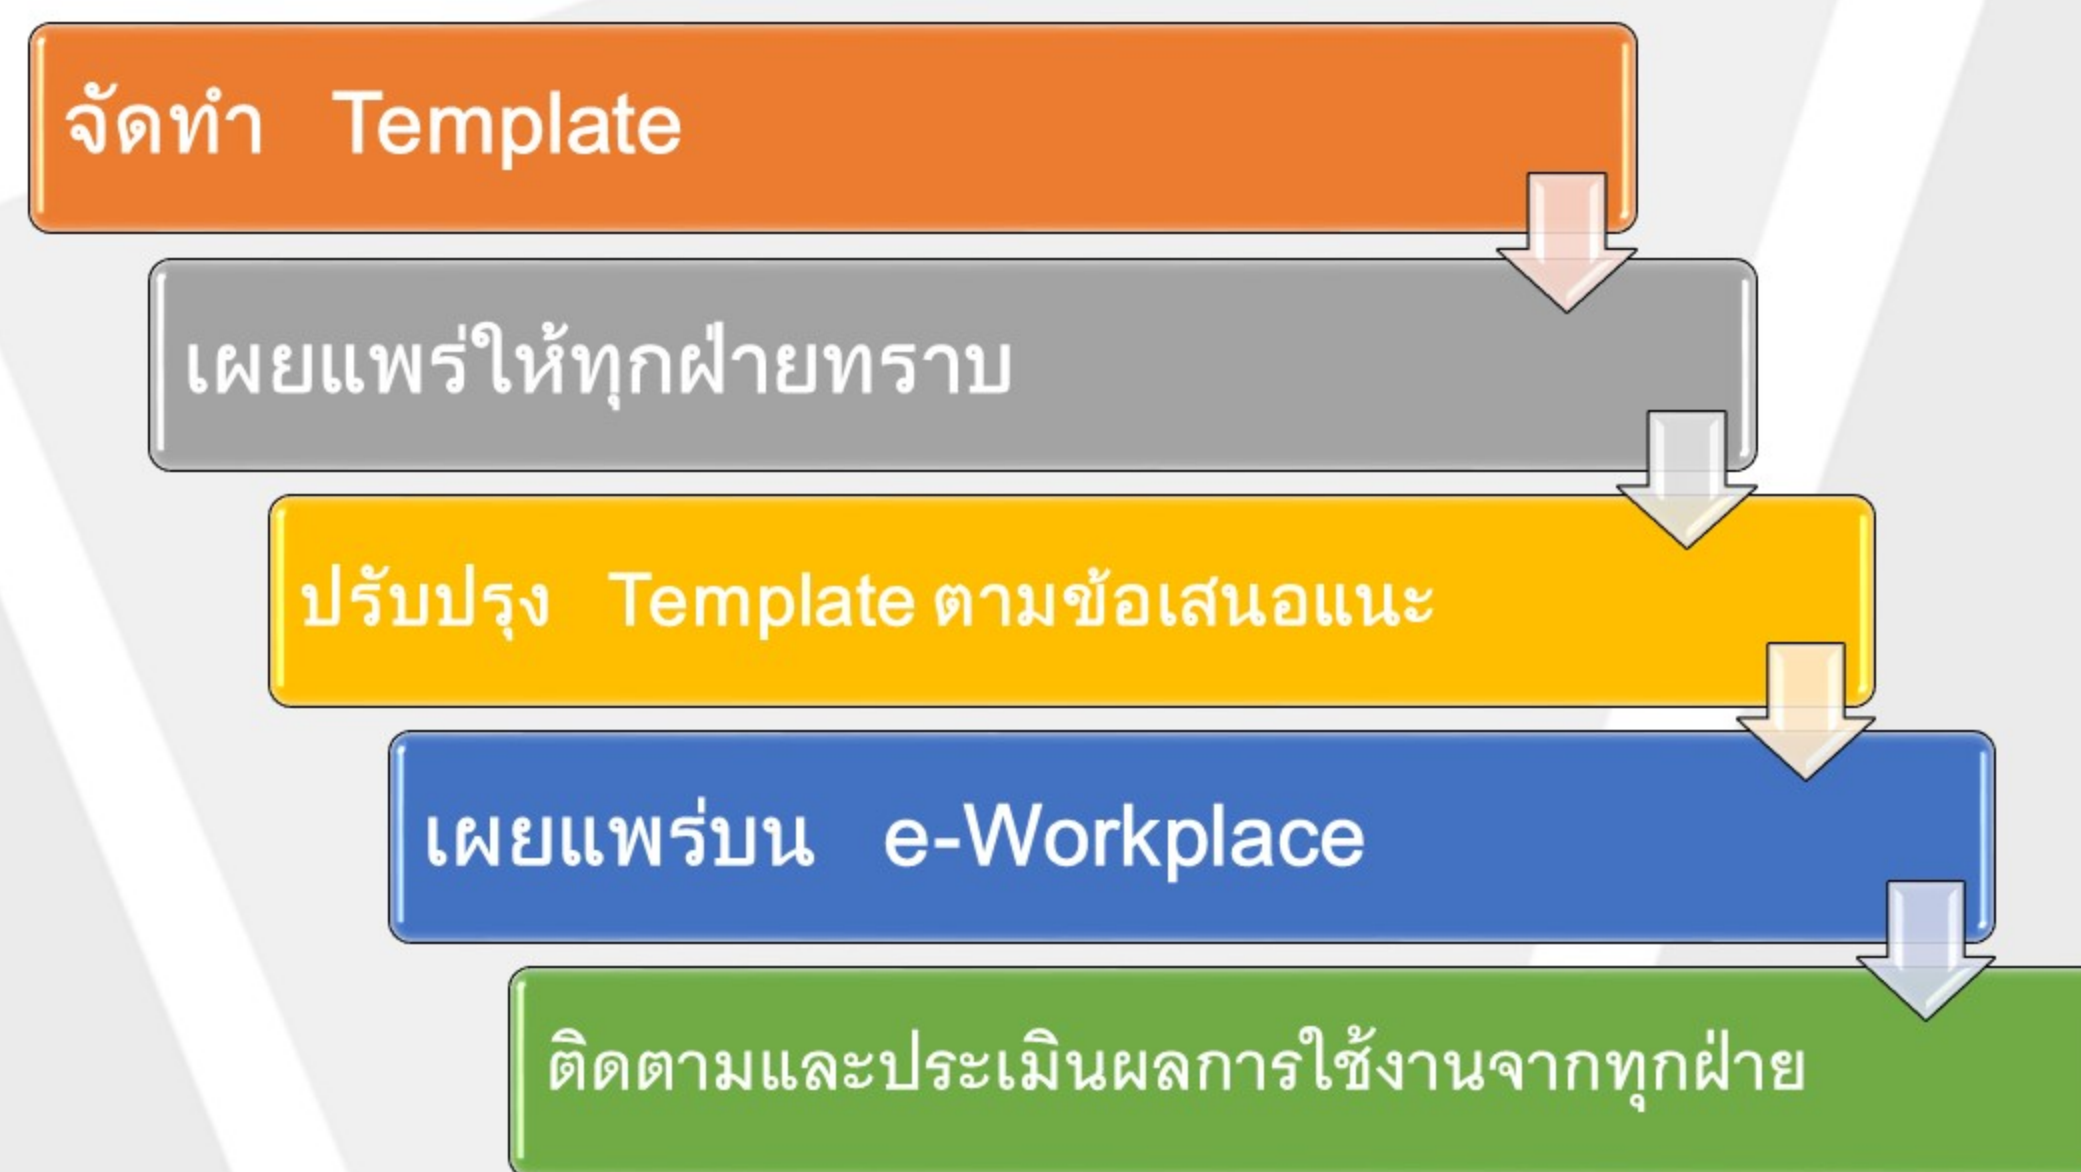 จัดทำ Template
เผยแพร่ให้ทุกฝ่ายทราบ
ปรับปรุง Template ตามข้อเสนอแนะ
เผยแพร่บน e-Workplace
ติดตามและประเมินผลการใช้งานจากทุกฝ่าย